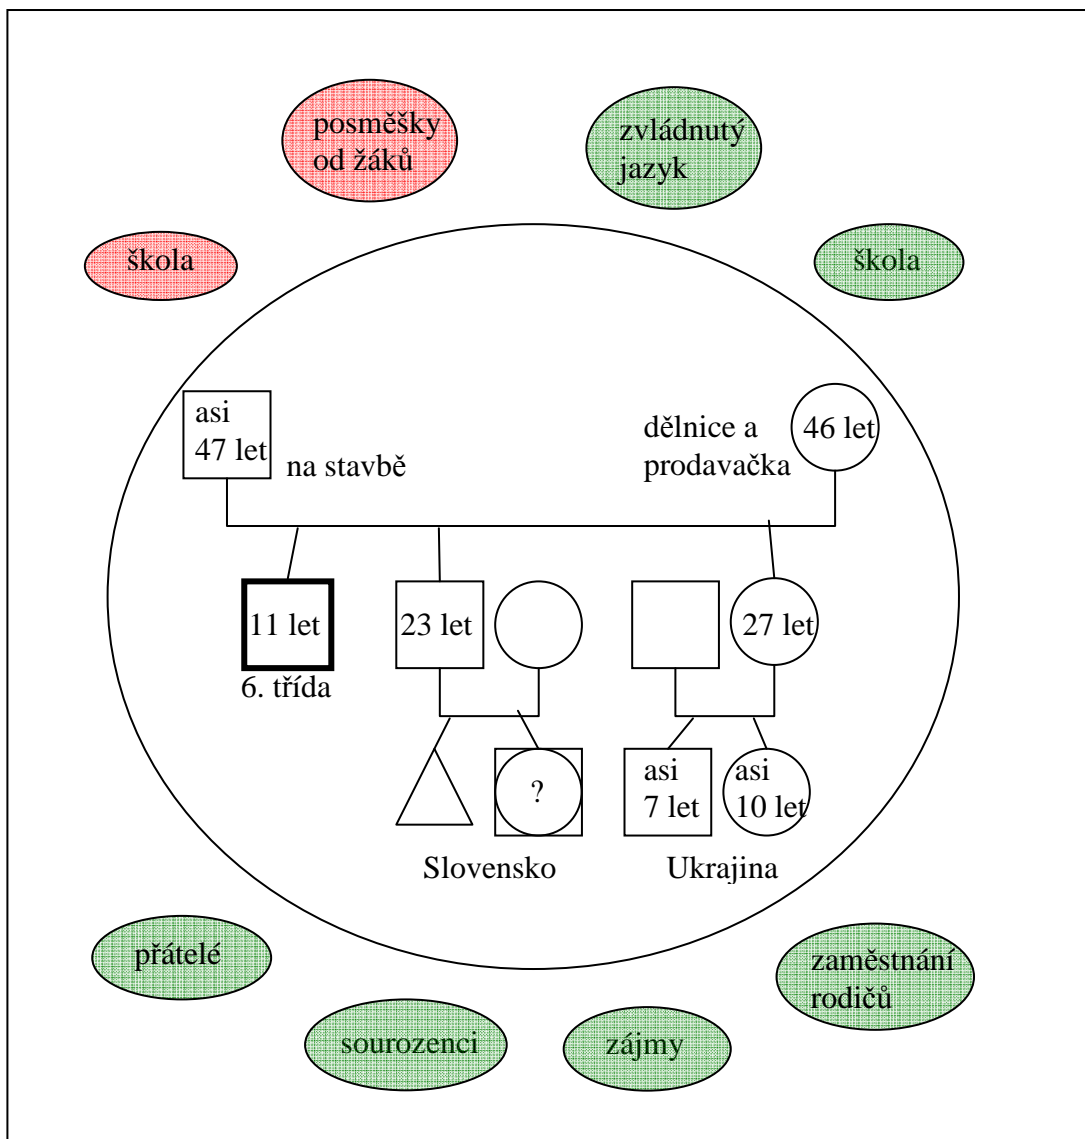 posměšky
od žáků
zvládnutý
jazyk
škola
škola
asi
47 let
na stavbě
dělnice a
prodavačka
46 let
11 let
23 let
27 let
6. třída
?
asi
7 let
asi
10 let
Slovensko
Ukrajina
přátelé
zaměstnání
rodičů
sourozenci
zájmy